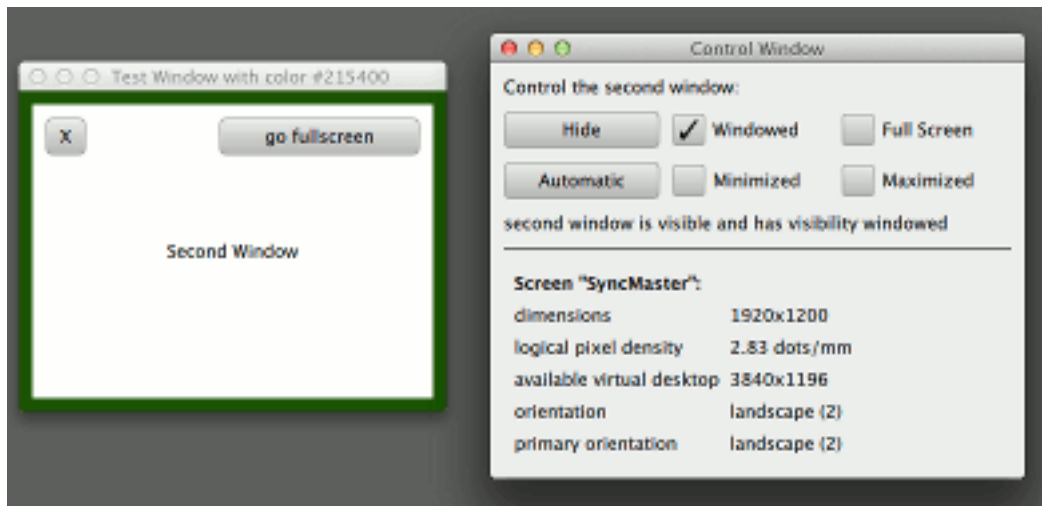 Test Window with color #215400
X
go fullscreen
Second Window
Control Window
Control the second window:
Hide
Windowed
Full Screen
Automatic
Minimized
Maximized
second window is visible and has visibility windowed
Screen "SyncMaster":
dimensions 1920x1200
logical pixel density 2.83 dots/mm
available virtual desktop 3840x1196
orientation landscape (2)
primary orientation landscape (2)